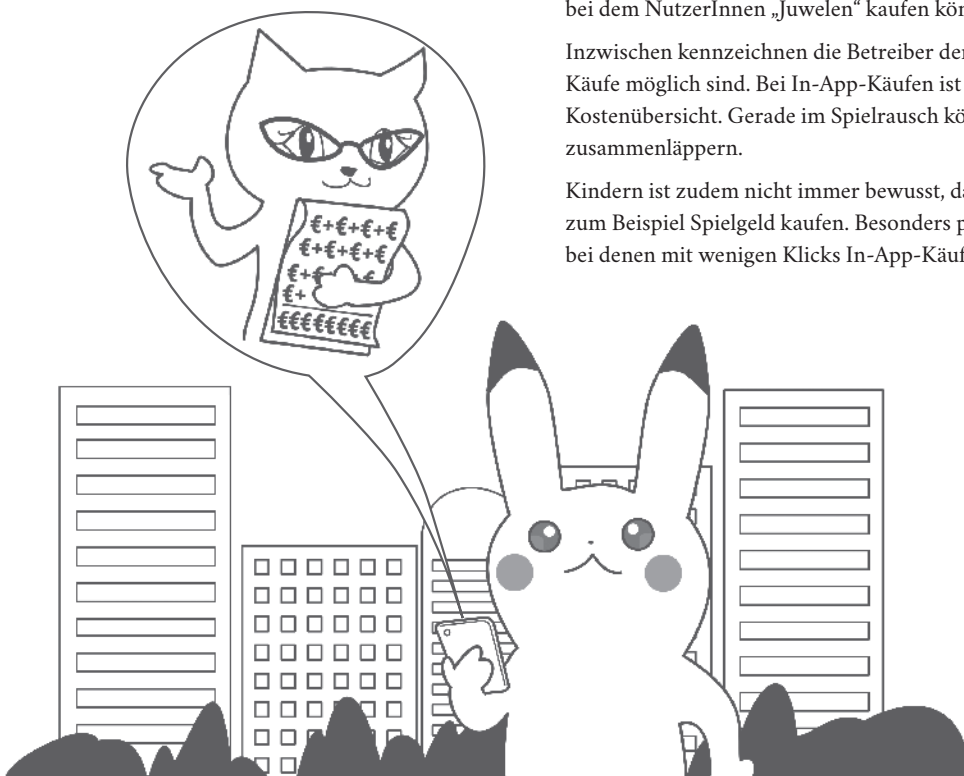 bei dem NutzerInnen „Juwelen“ kaufen kön
Inzwischen kennzeichnen die Betreiber der
Käufe möglich sind. Bei In-App-Käufen ist
Kostenübersicht. Gerade im Spielrausch kö
zusammenläppern.
Kindern ist zudem nicht immer bewusst, da
zum Beispiel Spielgeld kaufen. Besonders p
bei denen mit wenigen Klicks In-App-Käuf
€+€+€+€
€+€+€+€
€+€ €
€+
€€€€€€€€